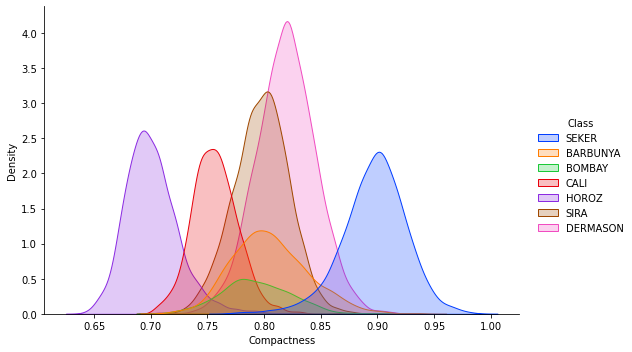 4.0
3.5
3.0
2.5
2.0
1.5
1.0
0.5
0.0
Density
0.65 0.70 0.75 0.80 0.85 0.90 0.95 1.00
Compactness
Class
SEKER
BARBUNYA
BOMBAY
CALI
HOROZ
SIRA
DERMASON